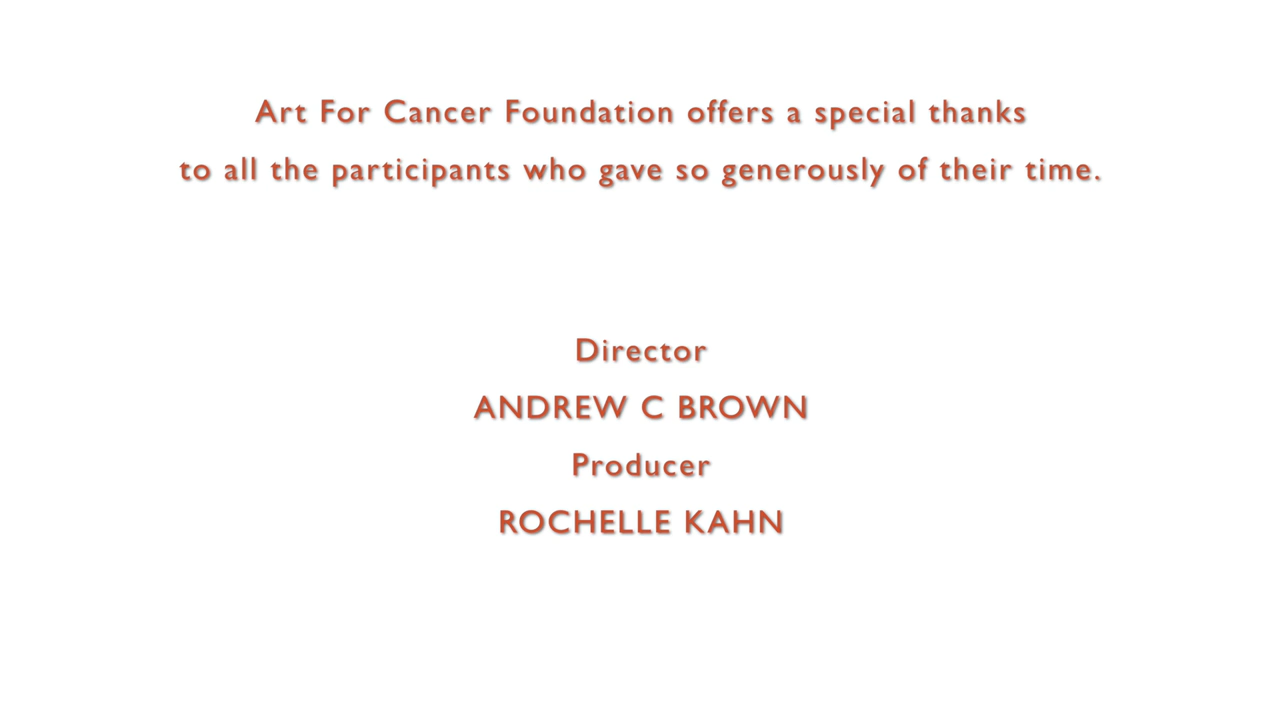 Art For Cancer Foundation offers a special thanks
to all the participants who gave so generously of their time.
Director
ANDREW C BROWN
Producer
ROCHELLE KAHN